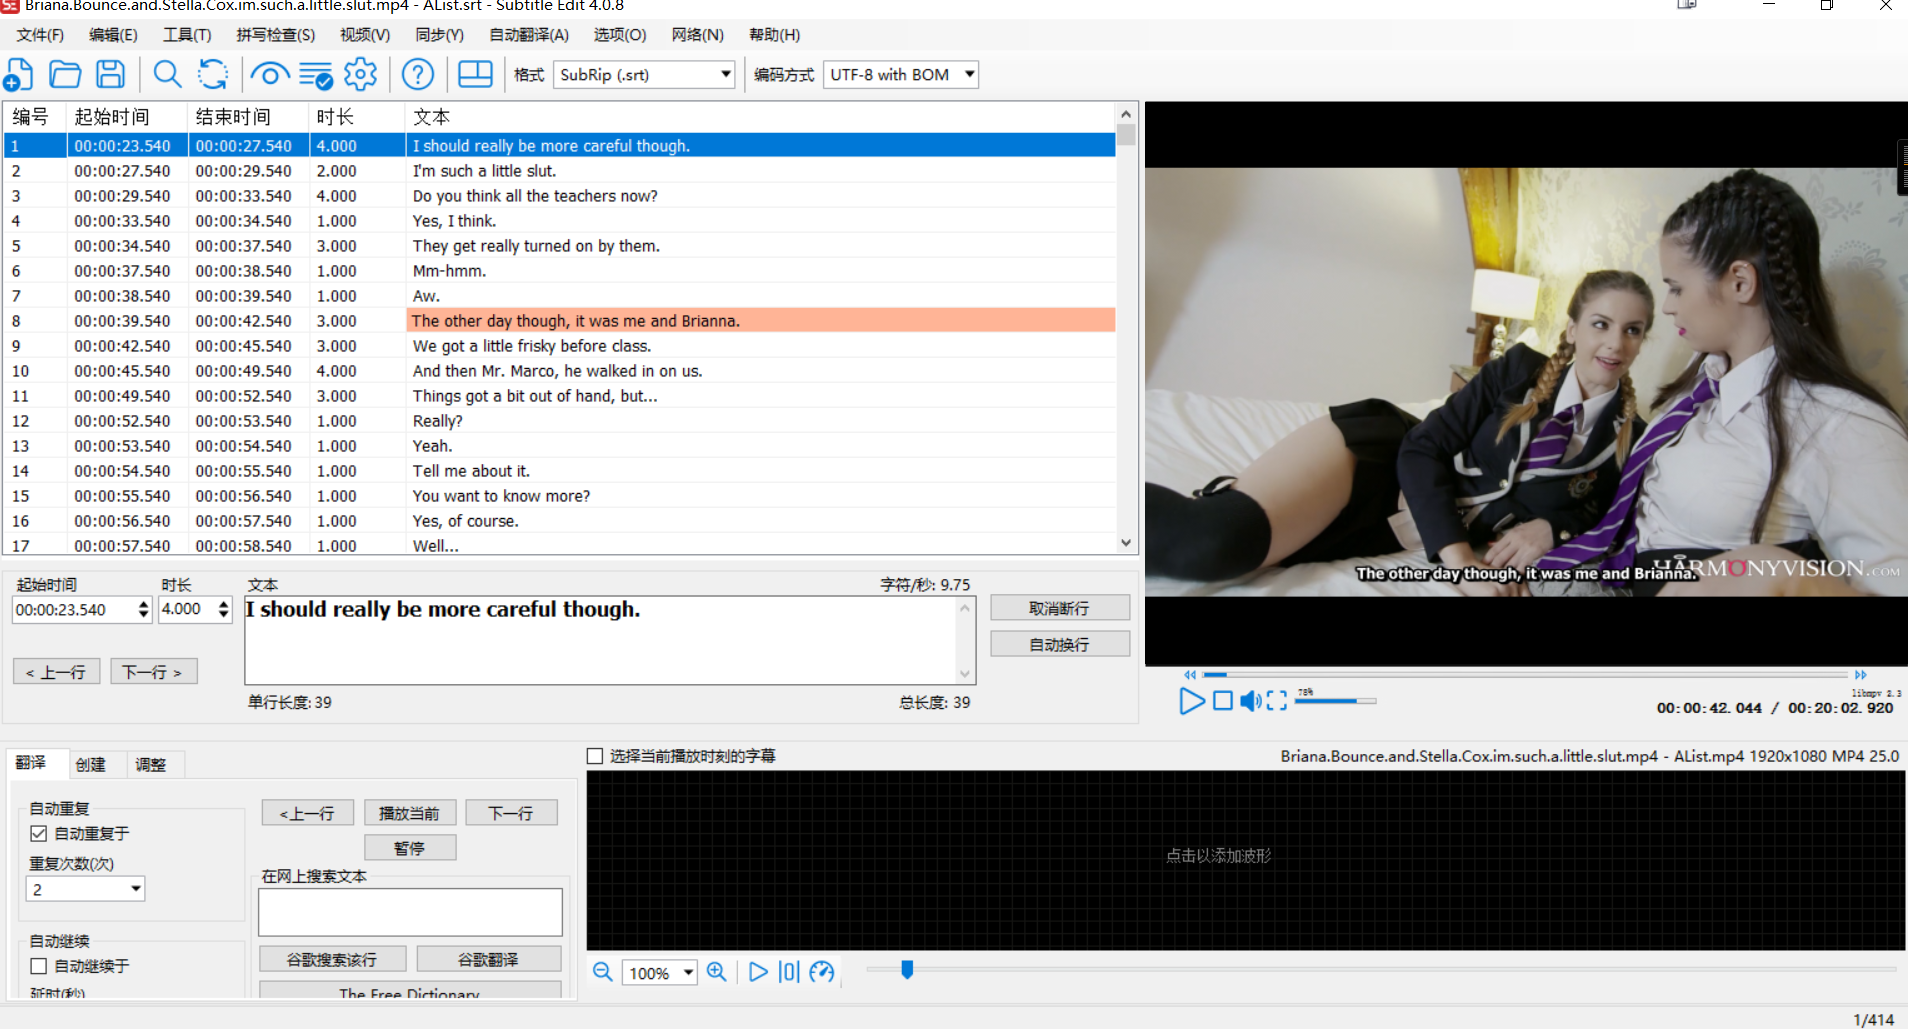 Briana.Bounce.and.Stella.Cox.im.such.a.little.slut.mp4 - AList.srt - Subtitle Edit 4.0.8
文件(F) 编辑(E) 工具(T) 拼写检查(S) 视频(V) 同步(Y) 自动翻译(A) 选项(O) 网络(N) 帮助(H)
格式 SubRip (.srt) 编码方式 UTF-8 with BOM
编号 起始时间 结束时间 时长 文本
1 00:00:23.540 00:00:27.540 4.000 I should really be more careful though.
2 00:00:27.540 00:00:29.540 2.000 I'm such a little slut.
3 00:00:29.540 00:00:33.540 4.000 Do you think all the teachers now?
4 00:00:33.540 00:00:34.540 1.000 Yes, I think.
5 00:00:34.540 00:00:37.540 3.000 They get really turned on by them.
6 00:00:37.540 00:00:38.540 1.000 Mm-hmm.
7 00:00:38.540 00:00:39.540 1.000 Aw.
8 00:00:39.540 00:00:42.540 3.000 The other day though, it was me and Brianna.
9 00:00:42.540 00:00:45.540 3.000 We got a little frisky before class.
10 00:00:45.540 00:00:49.540 4.000 And then Mr. Marco, he walked in on us.
11 00:00:49.540 00:00:52.540 3.000 Things got a bit out of hand, but...
12 00:00:52.540 00:00:53.540 1.000 Really?
13 00:00:53.540 00:00:54.540 1.000 Yeah.
14 00:00:54.540 00:00:55.540 1.000 Tell me about it.
15 00:00:55.540 00:00:56.540 1.000 You want to know more?
16 00:00:56.540 00:00:57.540 1.000 Yes, of course.
17 00:00:57.540 00:00:58.540 1.000 Well...
The other day though, it was me and Brianna.
HARMONYVISION.COM
起始时间 时长 文本 字符/秒: 9.75
00:00:23.540 4.000 I should really be more careful though.
取消断行
自动换行
< 上一行 下一行 >
单行长度: 39 总长度: 39
78%
libmpv 2.3
00:00:42.044 / 00:20:02.920
翻译 创建 调整
选择当前播放时刻的字幕
Briana.Bounce.and.Stella.Cox.im.such.a.little.slut.mp4 - AList.mp4 1920x1080 MP4 25.0
自动重复
自动重复于
重复次数(次)
2
自动继续
自动继续于
延时(秒)
<上一行 播放当前 下一行
暂停
在网上搜索文本
谷歌搜索该行 谷歌翻译
The Free Dictionary
点击以添加波形
100%
1/414